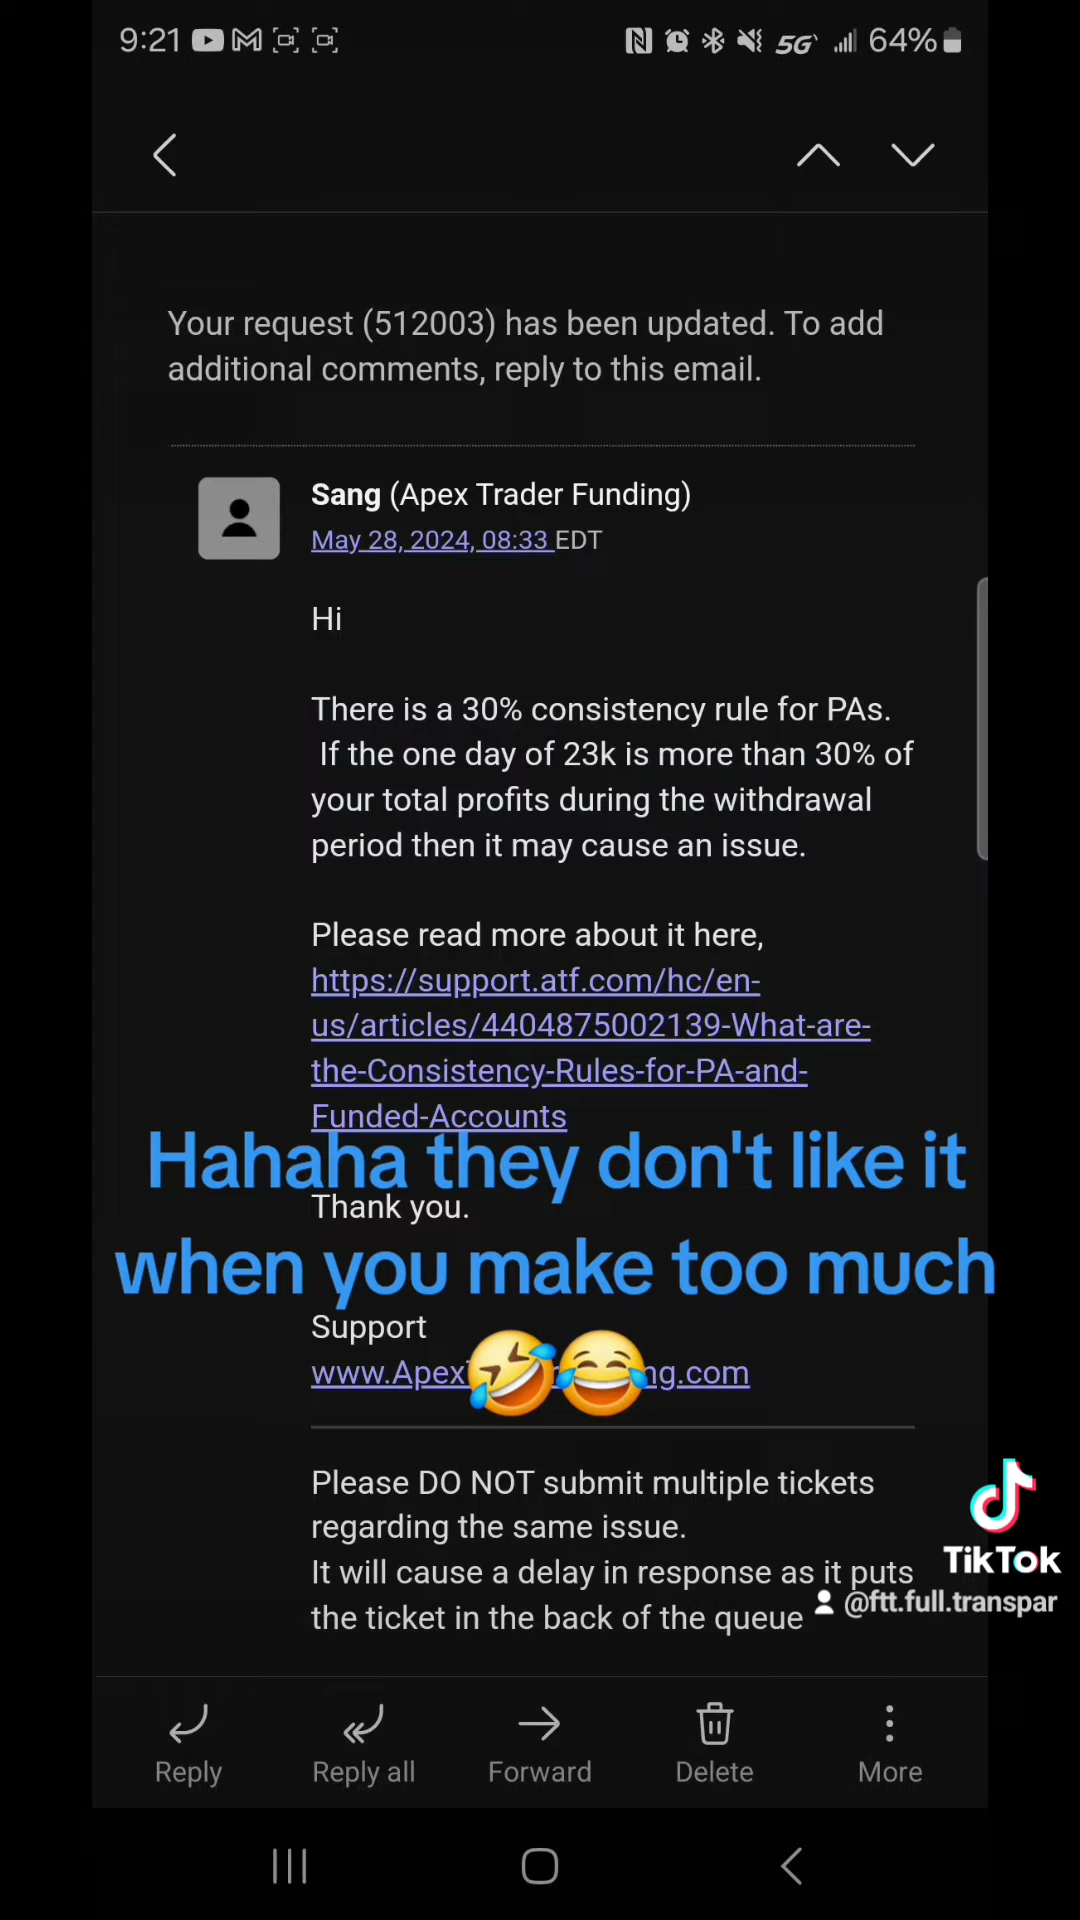 9:21
5G 64%
Your request (512003) has been updated. To add
additional comments, reply to this email.
Sang (Apex Trader Funding)
May 28, 2024, 08:33 EDT
Hi
There is a 30% consistency rule for PAs.
If the one day of 23k is more than 30% of
your total profits during the withdrawal
period then it may cause an issue.
Please read more about it here,
https://support.atf.com/hc/en-
us/articles/4404875002139-What-are-
the-Consistency-Rules-for-PA-and-
Funded-Accounts
Hahaha they don't like it
Thank you.
when you make too much
Support
www.Apex ng.com
🤣😂
Please DO NOT submit multiple tickets
regarding the same issue.
It will cause a delay in response as it puts
the ticket in the back of the queue
TikTok
@ftt.full.transpar
Reply Reply all Forward Delete More